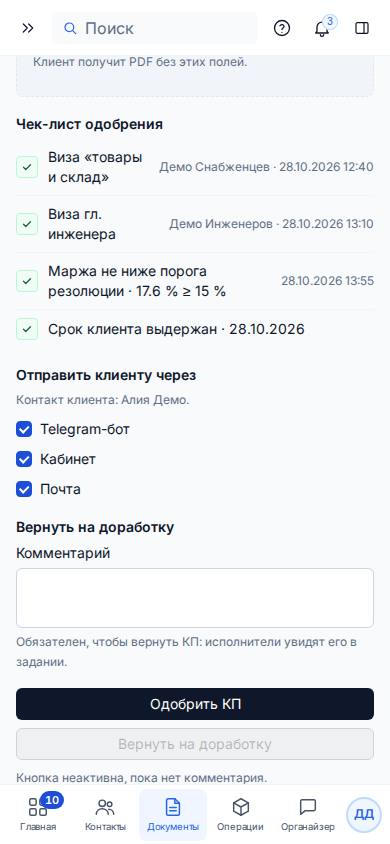 Поиск
3
Клиент получит PDF без этих полей.
Чек-лист одобрения
Виза «товары
и склад»
Демо Снабженцев · 28.10.2026 12:40
Виза гл.
инженера
Демо Инженеров · 28.10.2026 13:10
Маржа не ниже порога
резолюции · 17.6 % ≥ 15 %
28.10.2026 13:55
Срок клиента выдержан · 28.10.2026
Отправить клиенту через
Контакт клиента: Алия Демо.
Telegram-бот
Кабинет
Почта
Вернуть на доработку
Комментарий
Обязателен, чтобы вернуть КП: исполнители увидят его в
задании.
Одобрить КП
Вернуть на доработку
Кнопка неактивна, пока нет комментария.
10
Главная
Контакты
Документы
Операции
Органайзер
ДД